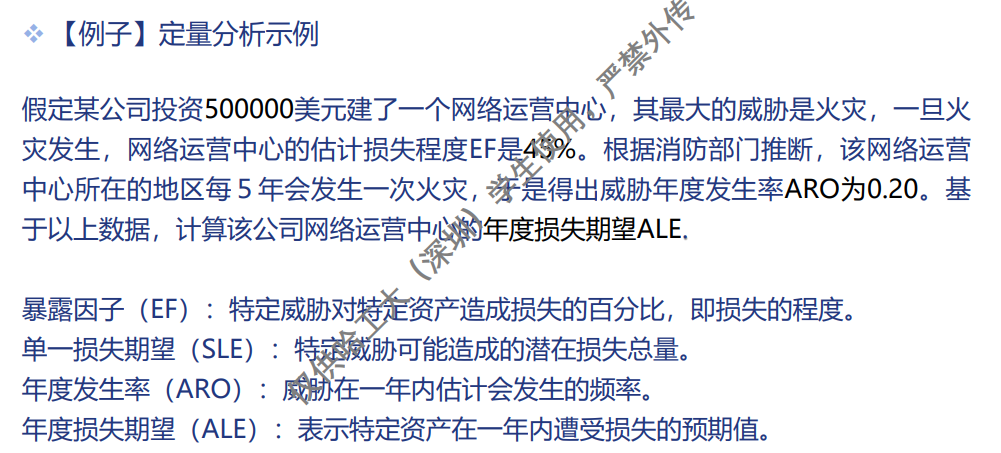 【例子】定量分析示例
假定某公司投资500000美元建了一个网络运营中心，其最大的威胁是火灾，一旦火
灾发生，网络运营中心的估计损失程度EF是45%。根据消防部门推断，该网络运营
中心所在的地区每5年会发生一次火灾，于是得出威胁年度发生率ARO为0.20。基
于以上数据，计算该公司网络运营中心的年度损失期望ALE.
暴露因子（EF）：特定威胁对特定资产造成损失的百分比，即损失的程度。
单一损失期望（SLE）：特定威胁可能造成的潜在损失总量。
年度发生率（ARO）：威胁在一年内估计会发生的频率。
年度损失期望（ALE）：表示特定资产在一年内遭受损失的预期值。
仅供哈工大（深圳）学生使用，严禁外传